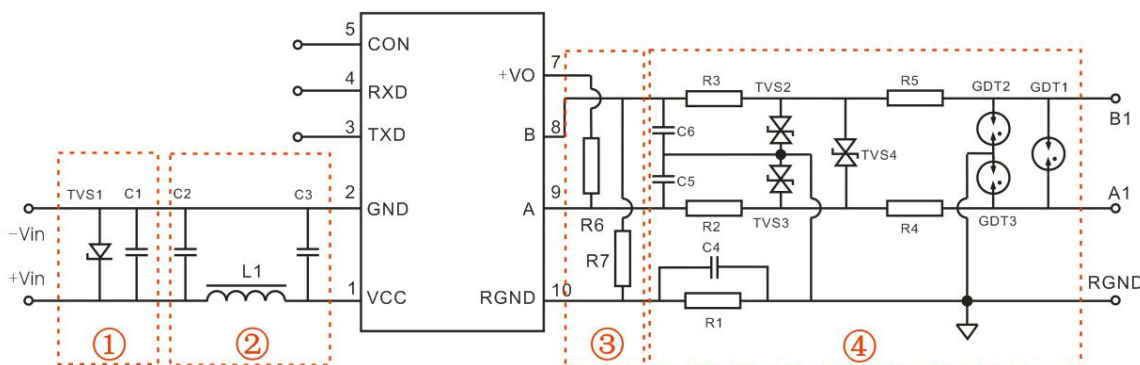 5
CON
4
RXD
3
TXD
2
GND
1
VCC
+VO
7
B
8
A
9
RGND
10
TVS1
C1
C2
C3
−Vin
+Vin
L1
①
②
R6
R7
③
R3
TVS2
R5
GDT2
GDT1
B1
C6
TVS4
C5
A1
R2
TVS3
R4
GDT3
C4
RGND
R1
④